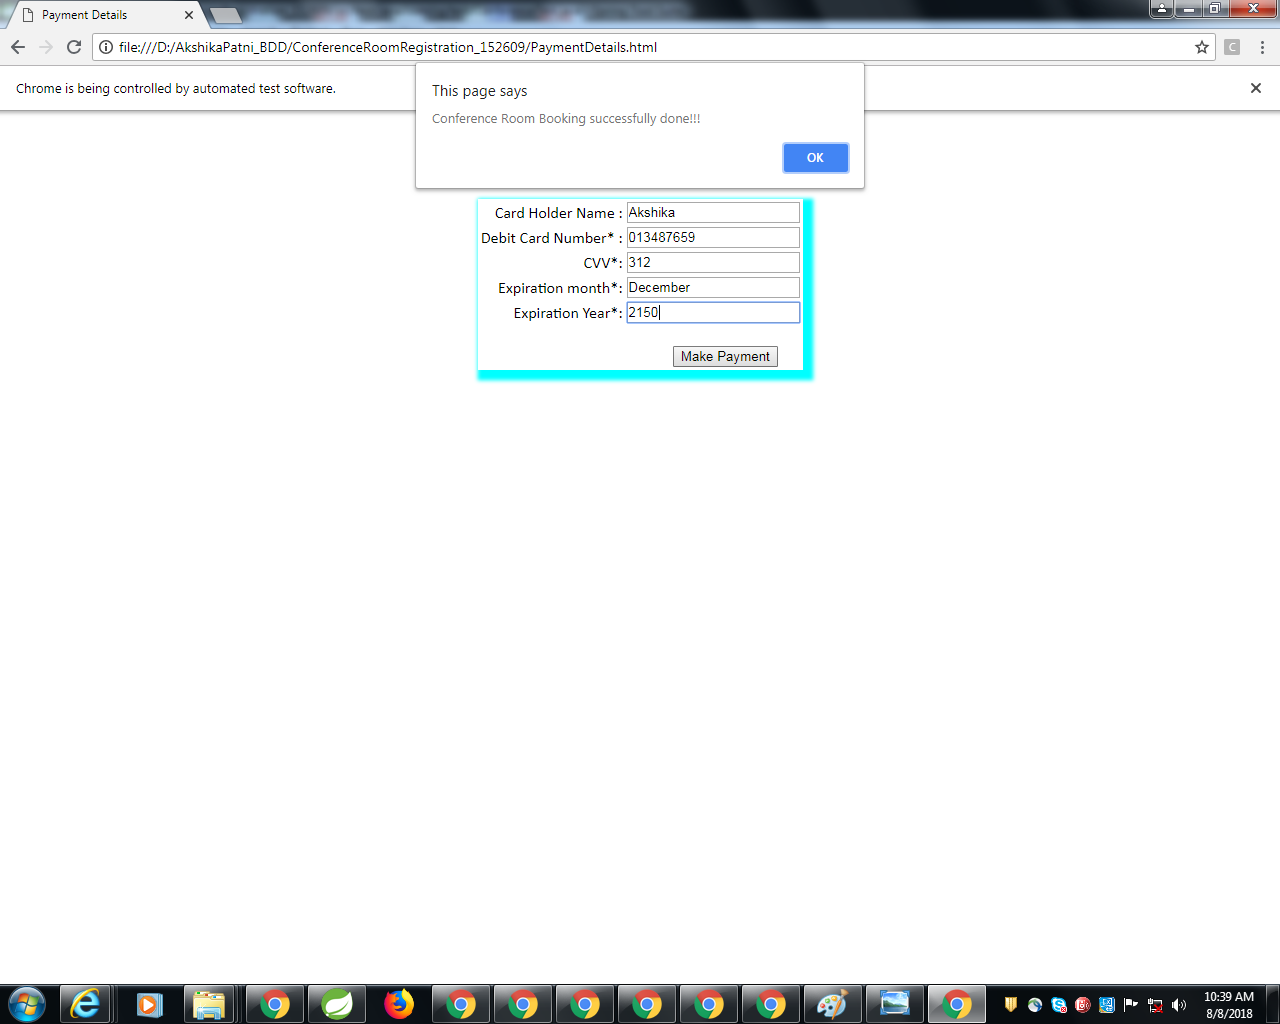 Payment Details
file:///D:/AkshikaPatni_BDD/ConferenceRoomRegistration_152609/PaymentDetails.html
C
Chrome is being controlled by automated test software.
This page says
Conference Room Booking successfully done!!!
OK
Card Holder Name : Akshika
Debit Card Number* : 013487659
CVV*: 312
Expiration month*: December
Expiration Year*: 2150
Make Payment
10:39 AM
8/8/2018